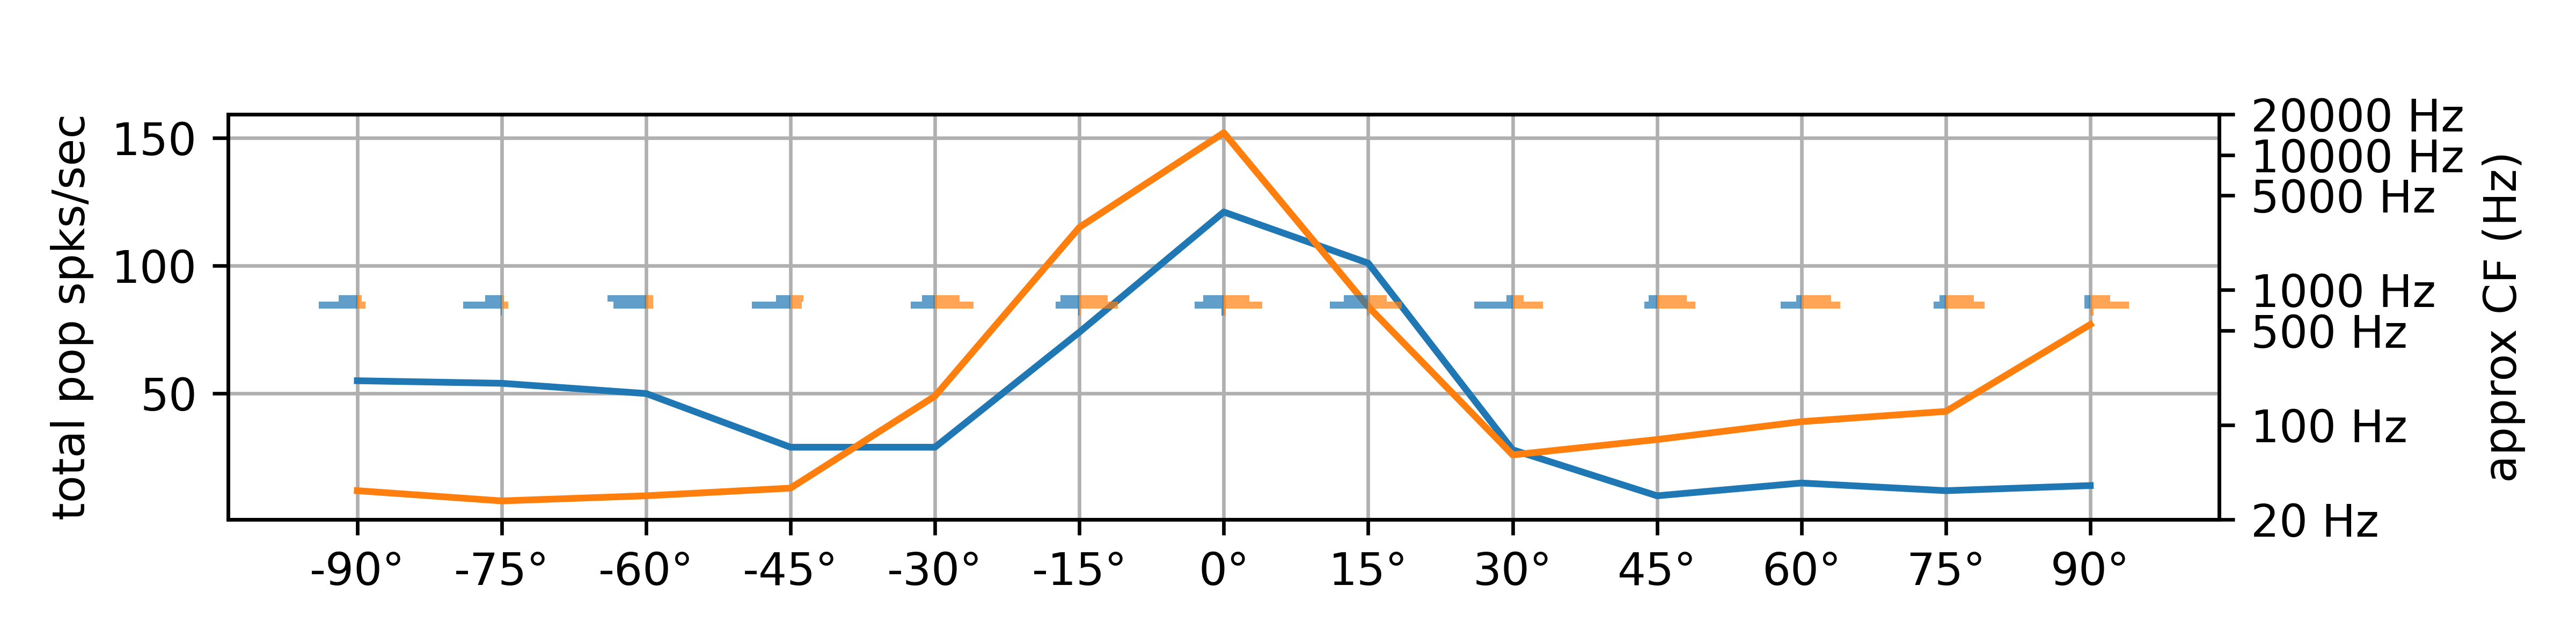 total pop spks/sec
150
100
50
-90° -75° -60° -45° -30° -15° 0° 15° 30° 45° 60° 75° 90°
20000 Hz
10000 Hz
5000 Hz
1000 Hz
500 Hz
100 Hz
20 Hz
approx CF (Hz)